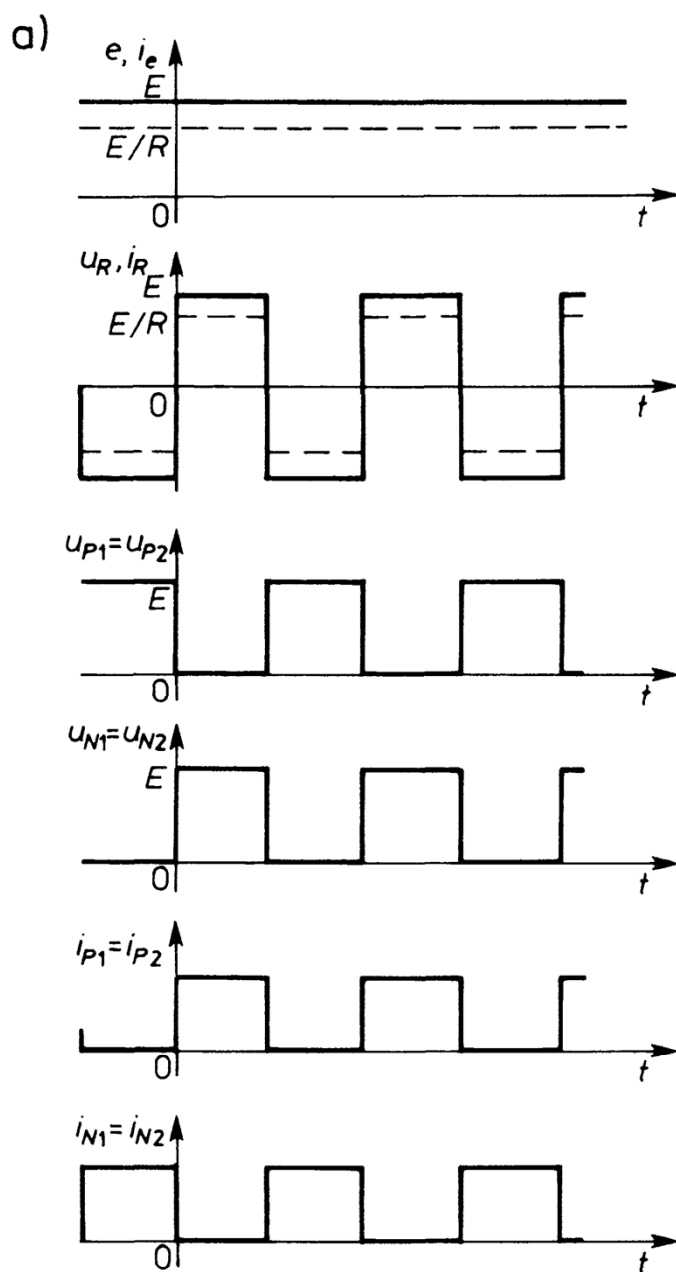 a)
e, i_e
E
E/R
0
t
u_R, i_R
E
E/R
0
t
u_P1=u_P2
E
0
t
u_N1=u_N2
E
0
t
i_P1=i_P2
0
t
i_N1=i_N2
0
t